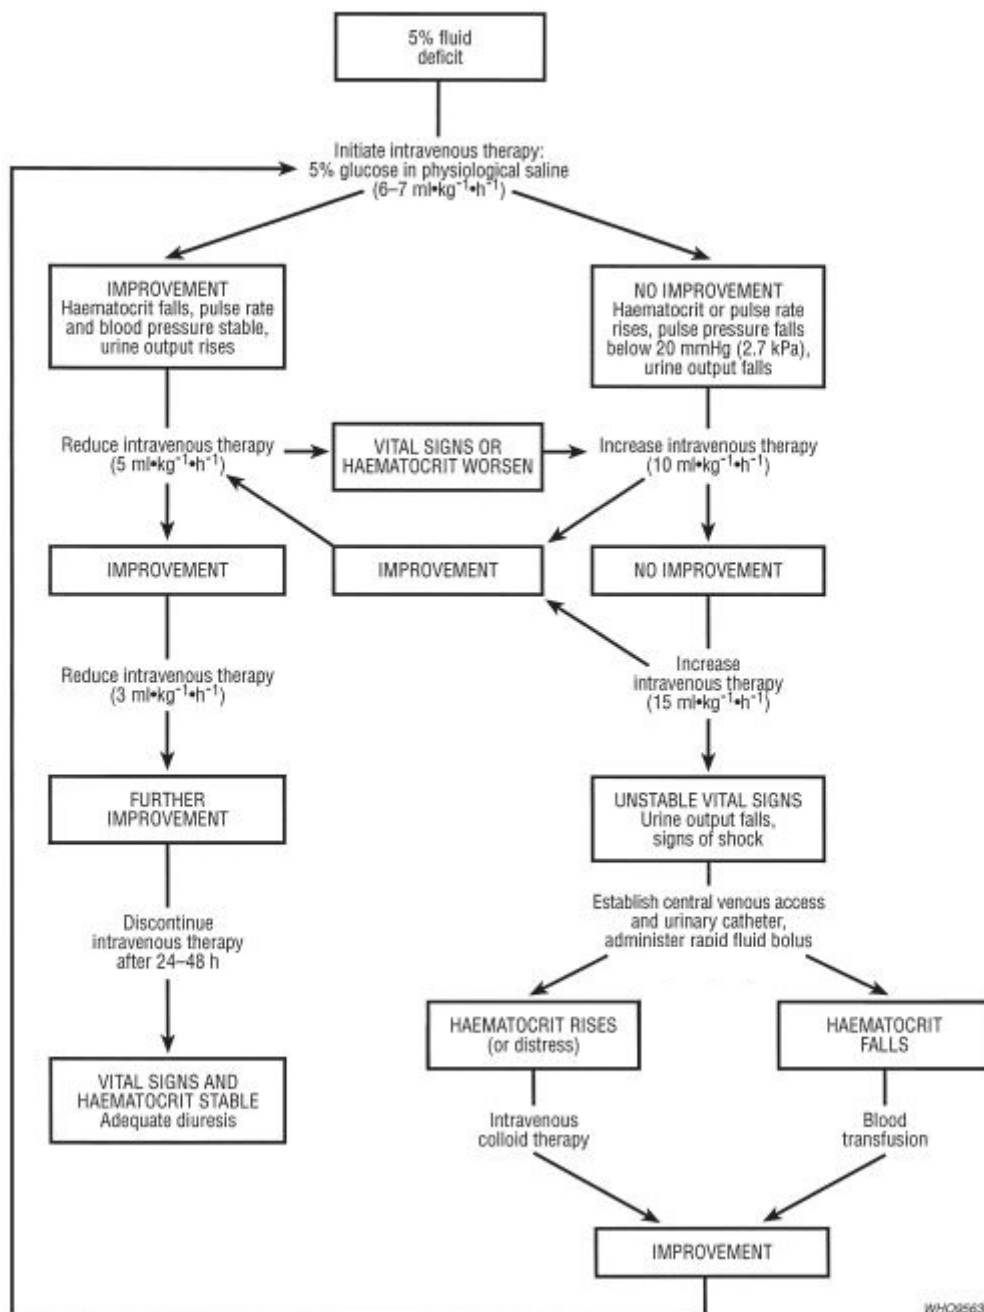 5% fluid
deficit
Initiate intravenous therapy:
5% glucose in physiological saline
(6–7 ml•kg⁻¹•h⁻¹)
IMPROVEMENT
Haematocrit falls, pulse rate
and blood pressure stable,
urine output rises
NO IMPROVEMENT
Haematocrit or pulse rate
rises, pulse pressure falls
below 20 mmHg (2.7 kPa),
urine output falls
Reduce intravenous therapy
(5 ml•kg⁻¹•h⁻¹)
VITAL SIGNS OR
HAEMATOCRIT WORSEN
Increase intravenous therapy
(10 ml•kg⁻¹•h⁻¹)
IMPROVEMENT
IMPROVEMENT
NO IMPROVEMENT
Reduce intravenous therapy
(3 ml•kg⁻¹•h⁻¹)
Increase
intravenous therapy
(15 ml•kg⁻¹•h⁻¹)
FURTHER
IMPROVEMENT
UNSTABLE VITAL SIGNS
Urine output falls,
signs of shock
Discontinue
intravenous therapy
after 24–48 h
Establish central venous access
and urinary catheter,
administer rapid fluid bolus
HAEMATOCRIT RISES
(or distress)
HAEMATOCRIT
FALLS
VITAL SIGNS AND
HAEMATOCRIT STABLE
Adequate diuresis
Intravenous
colloid therapy
Blood
transfusion
IMPROVEMENT
WHO9563